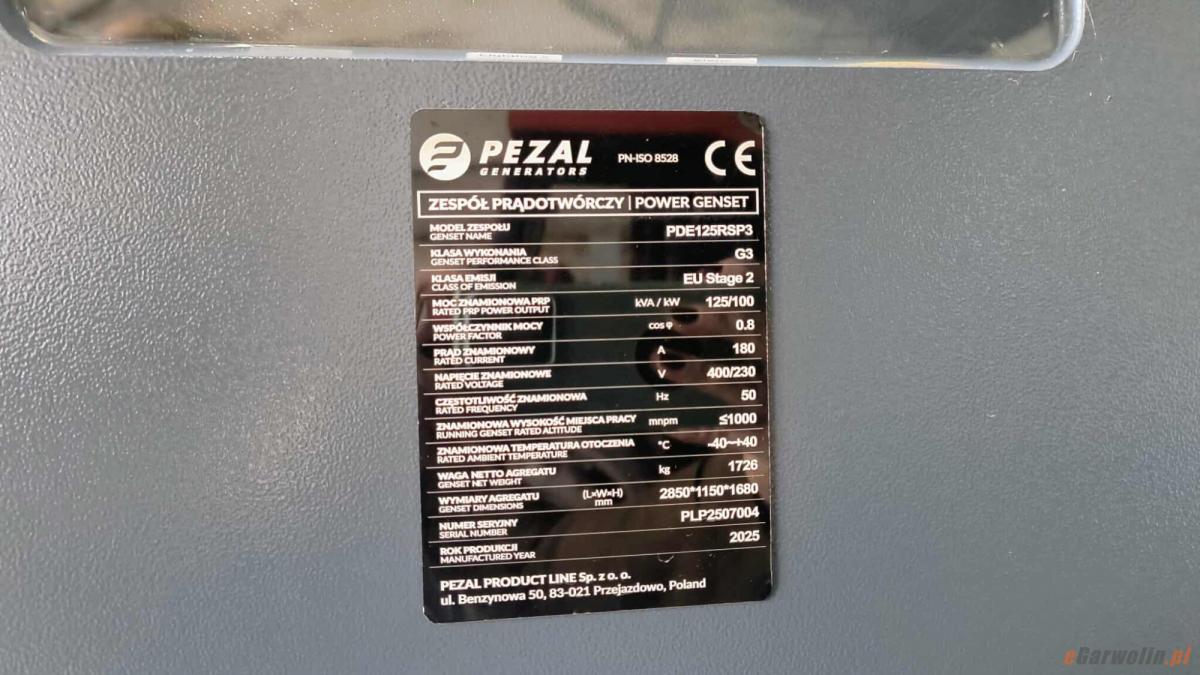 PEZAL
GENERATORS
PN-ISO 8528
CE
ZESPÓŁ PRĄDOTWÓRCZY | POWER GENSET
MODEL ZESPOŁU
GENSET NAME
PDE125RSP3
KLASA WYKONANIA
GENSET PERFORMANCE CLASS
G3
KLASA EMISJI
CLASS OF EMISSION
EU Stage 2
MOC ZNAMIONOWA PRP
RATED PRP POWER OUTPUT
kVA / kW 125/100
WSPÓŁCZYNNIK MOCY
POWER FACTOR
cos φ 0.8
PRĄD ZNAMIONOWY
RATED CURRENT
A 180
NAPIĘCIE ZNAMIONOWE
RATED VOLTAGE
V 400/230
CZĘSTOTLIWOŚĆ ZNAMIONOWA
RATED FREQUENCY
Hz 50
ZNAMIONOWA WYSOKOŚĆ MIEJSCA PRACY
RUNNING GENSET RATED ALTITUDE
mnpm ≤1000
ZNAMIONOWA TEMPERATURA OTOCZENIA
RATED AMBIENT TEMPERATURE
°C -40~+40
WAGA NETTO AGREGATU
GENSET NET WEIGHT
kg 1726
WYMIARY AGREGATU
GENSET DIMENSIONS
(L×W×H)
mm
2850*1150*1680
NUMER SERYJNY
SERIAL NUMBER
PLP2507004
ROK PRODUKCJI
MANUFACTURED YEAR
2025
PEZAL PRODUCT LINE Sp. z o. o.
ul. Benzynowa 50, 83-021 Przejazdowo, Poland
eGarwolin.pl